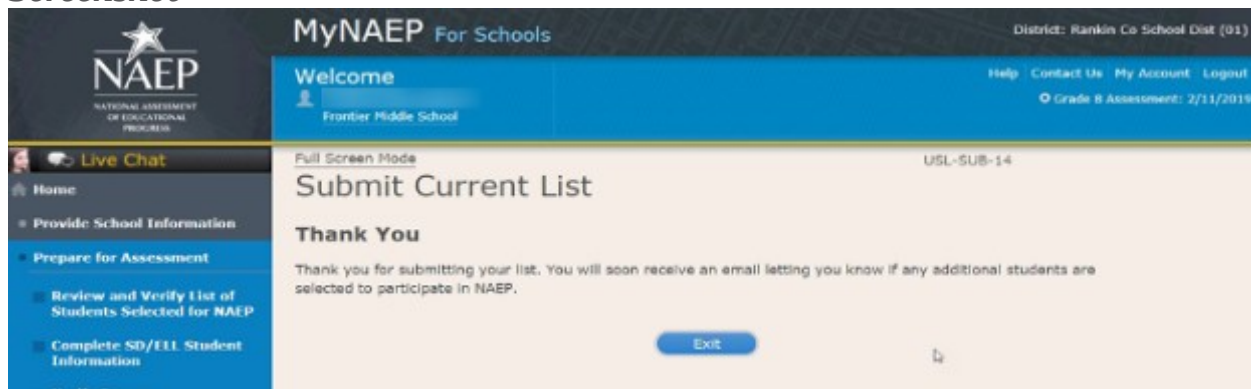 Screenshot
MyNAEP For Schools
District: Rankin Co School Dist (01)
NAEP
NATIONAL ASSESSMENT
OF EDUCATIONAL
PROGRESS
Welcome
Frontier Middle School
Help Contact Us My Account Logout
Grade 8 Assessment: 2/11/2019
Live Chat
Home
Provide School Information
Prepare for Assessment
Review and Verify List of
Students Selected for NAEP
Complete SD/ELL Student
Information
Full Screen Mode
USL-SUB-14
Submit Current List
Thank You
Thank you for submitting your list. You will soon receive an email letting you know if any additional students are
selected to participate in NAEP.
Exit